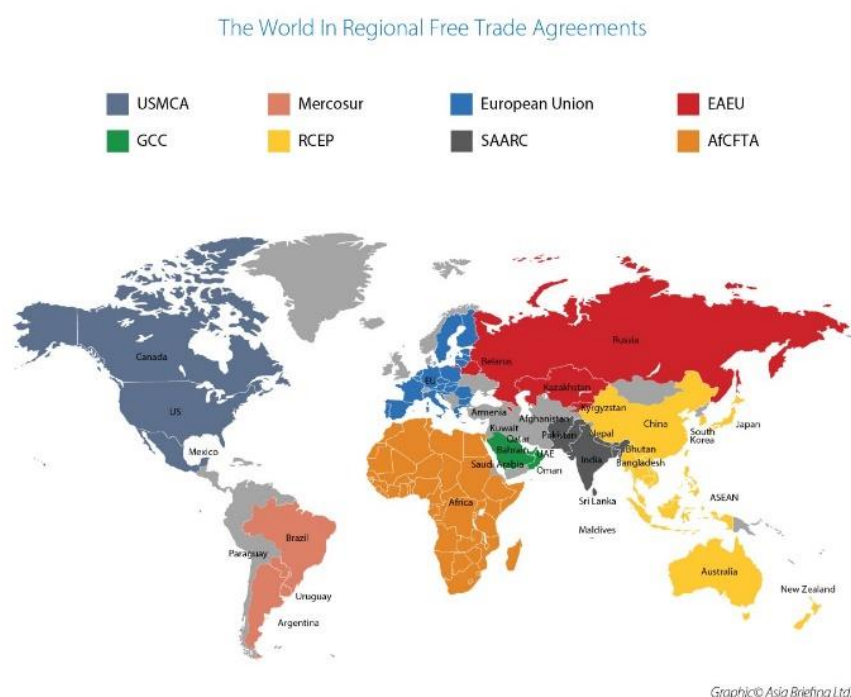 The World In Regional Free Trade Agreements
USMCA
Mercosur
European Union
EAEU
GCC
RCEP
SAARC
AfCFTA
Canada
US
Mexico
Brazil
Paraguay
Uruguay
Argentina
EU
Belarus
Russia
Kazakhstan
Kyrgyzstan
Armenia
Afghanistan
Kuwait
Qatar
Bahrain
UAE
Saudi Arabia
Oman
Pakistan
Nepal
India
Bhutan
Bangladesh
Sri Lanka
Maldives
Africa
China
South
Korea
Japan
ASEAN
Australia
New Zealand
Graphic© Asia Briefing Ltd.